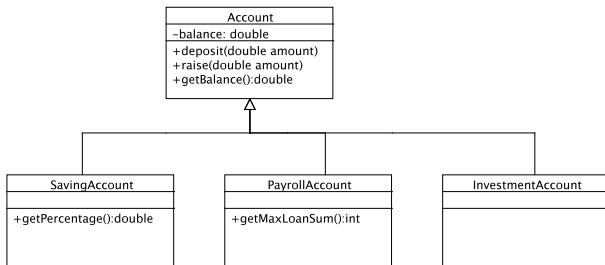 Account
-balance: double
+deposit(double amount)
+raise(double amount)
+getBalance():double
SavingAccount
PayrollAccount
InvestmentAccount
+getPercentage():double
+getMaxLoanSum():int